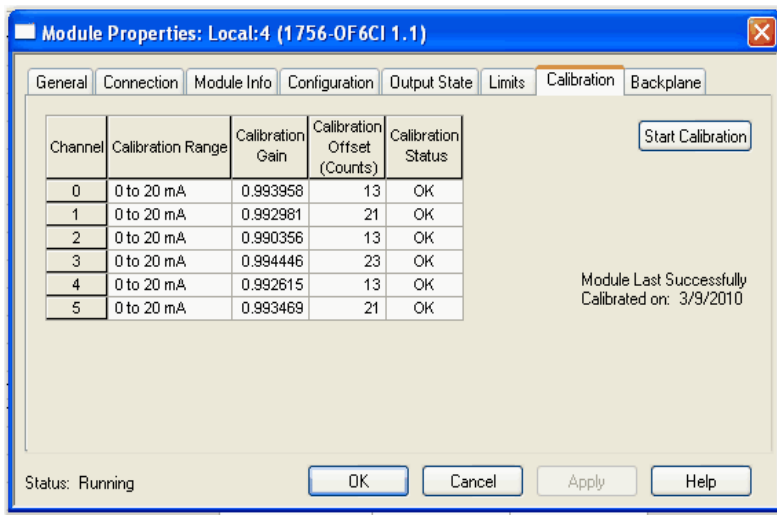 Module Properties: Local:4 (1756-OF6CI 1.1)
General Connection Module Info Configuration Output State Limits Calibration Backplane
Channel Calibration Range Calibration Gain Calibration Offset (Counts) Calibration Status
Start Calibration
0 0 to 20 mA 0.993958 13 OK
1 0 to 20 mA 0.992981 21 OK
2 0 to 20 mA 0.990356 13 OK
3 0 to 20 mA 0.994446 23 OK
4 0 to 20 mA 0.992615 13 OK
5 0 to 20 mA 0.993469 21 OK
Module Last Successfully
Calibrated on: 3/9/2010
Status: Running
OK Cancel Apply Help